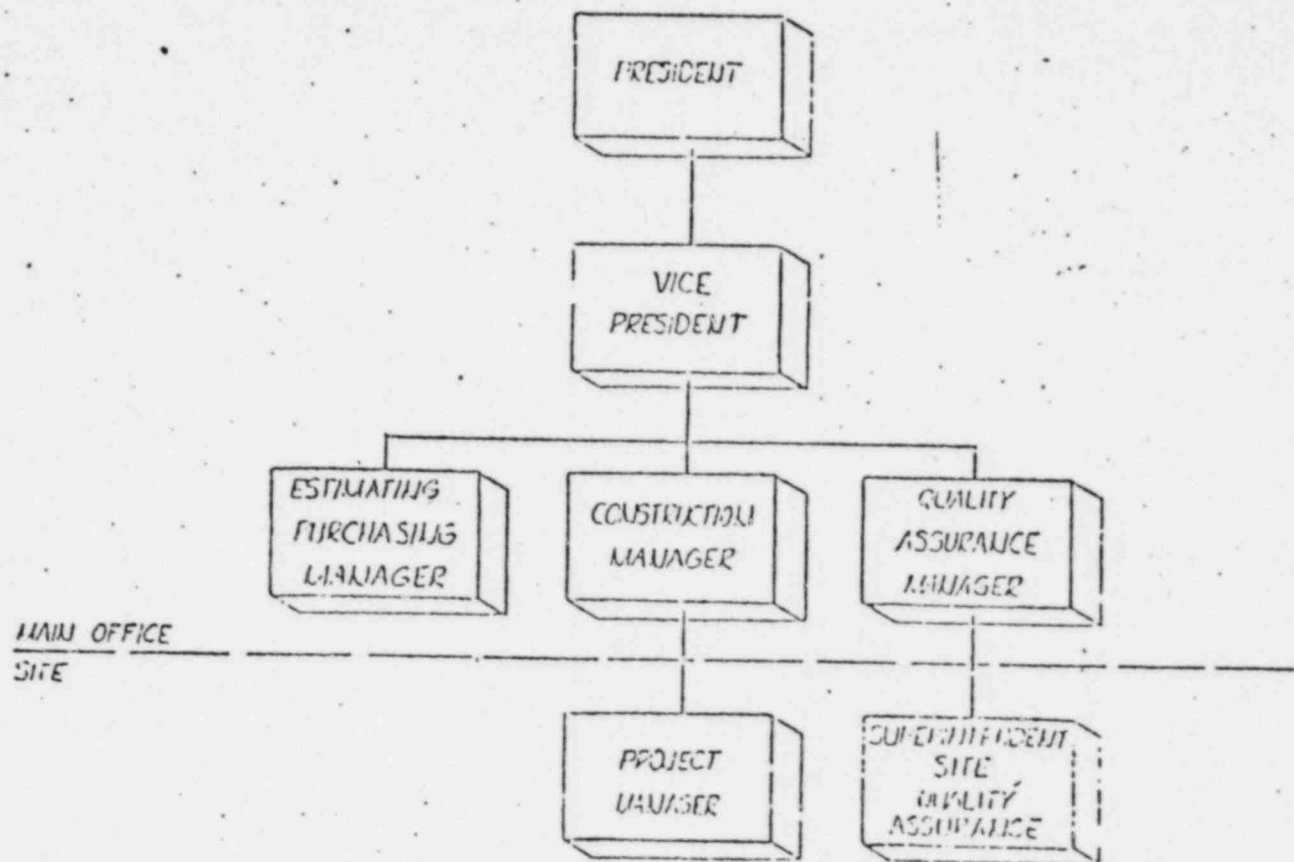 PRESIDENT
VICE
PRESIDENT
ESTIMATING
PURCHASING
MANAGER
CONSTRUCTION
MANAGER
QUALITY
ASSURANCE
MANAGER
MAIN OFFICE
SITE
PROJECT
MANAGER
SUPERINTENDENT
SITE
QUALITY
ASSURANCE